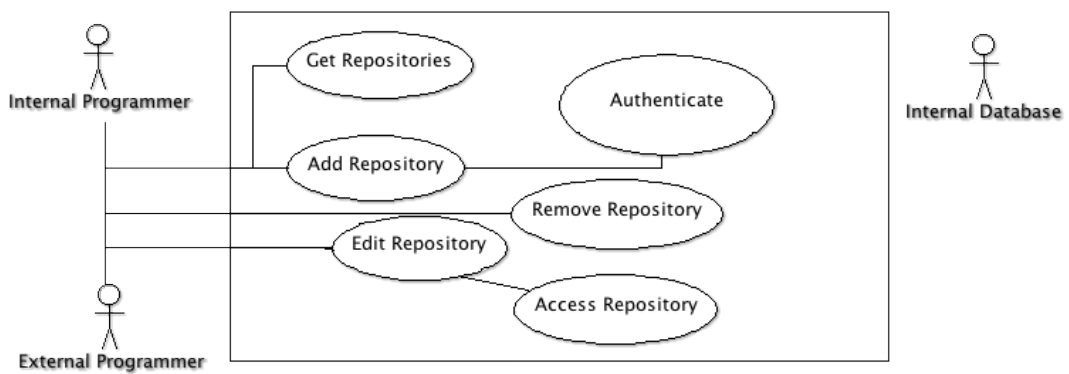 Get Repositories
Internal Programmer
Authenticate
Internal Database
Add Repository
Remove Repository
Edit Repository
Access Repository
External Programmer